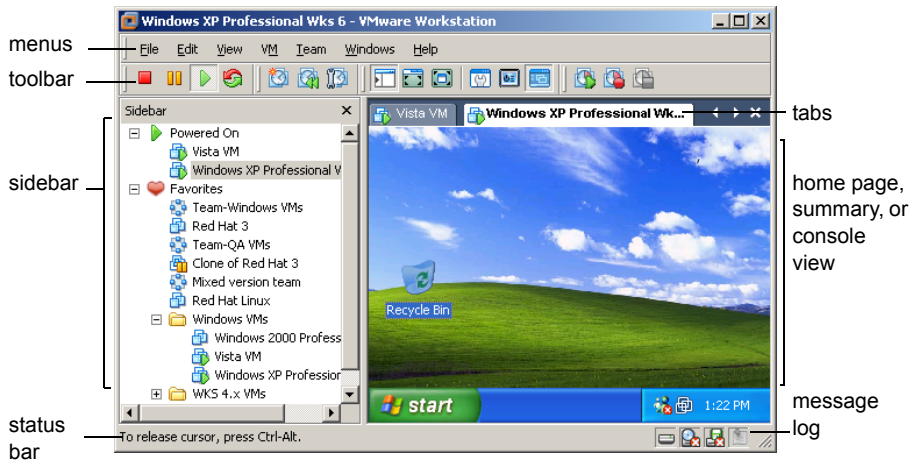 Windows XP Professional Wks 6 - VMware Workstation
menus
File Edit View VM Team Windows Help
toolbar
Sidebar
Vista VM
Windows XP Professional Wk...
tabs
sidebar
Powered On
Vista VM
Windows XP Professional V
Favorites
Team-Windows VMs
Red Hat 3
Team-QA VMs
Clone of Red Hat 3
Mixed version team
Red Hat Linux
Windows VMs
Windows 2000 Profess
Vista VM
Windows XP Profession
WKS 4.x VMs
Recycle Bin
home page,
summary, or
console
view
start
1:22 PM
status
bar
To release cursor, press Ctrl-Alt.
message
log